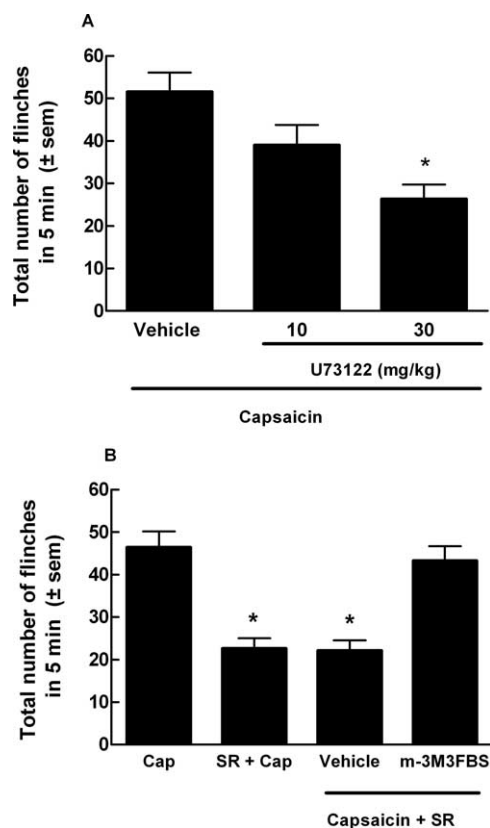 A
Total number of flinches
in 5 min (± sem)
60
50
40
30
20
10
0
*
Vehicle
10
30
U73122 (mg/kg)
Capsaicin
B
Total number of flinches
in 5 min (± sem)
60
50
40
30
20
10
0
*
*
Cap
SR + Cap
Vehicle
m-3M3FBS
Capsaicin + SR